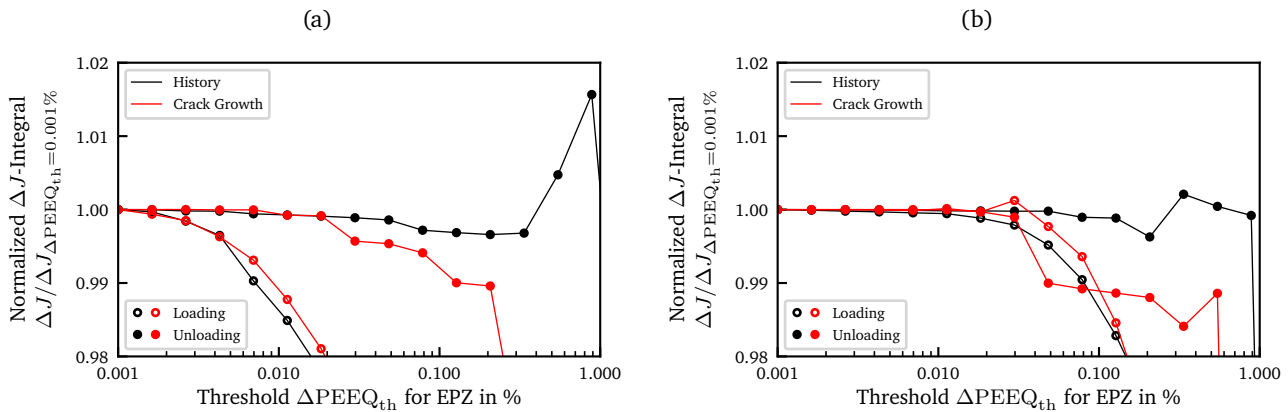 (a)
Normalized ΔJ-Integral
ΔJ/ΔJ_ΔPEEQ_th=0.001%
1.02
1.01
1.00
0.99
0.98
History
Crack Growth
Loading
Unloading
0.001
0.010
0.100
1.000
Threshold ΔPEEQ_th for EPZ in %
(b)
Normalized ΔJ-Integral
ΔJ/ΔJ_ΔPEEQ_th=0.001%
1.02
1.01
1.00
0.99
0.98
History
Crack Growth
Loading
Unloading
0.001
0.010
0.100
1.000
Threshold ΔPEEQ_th for EPZ in %